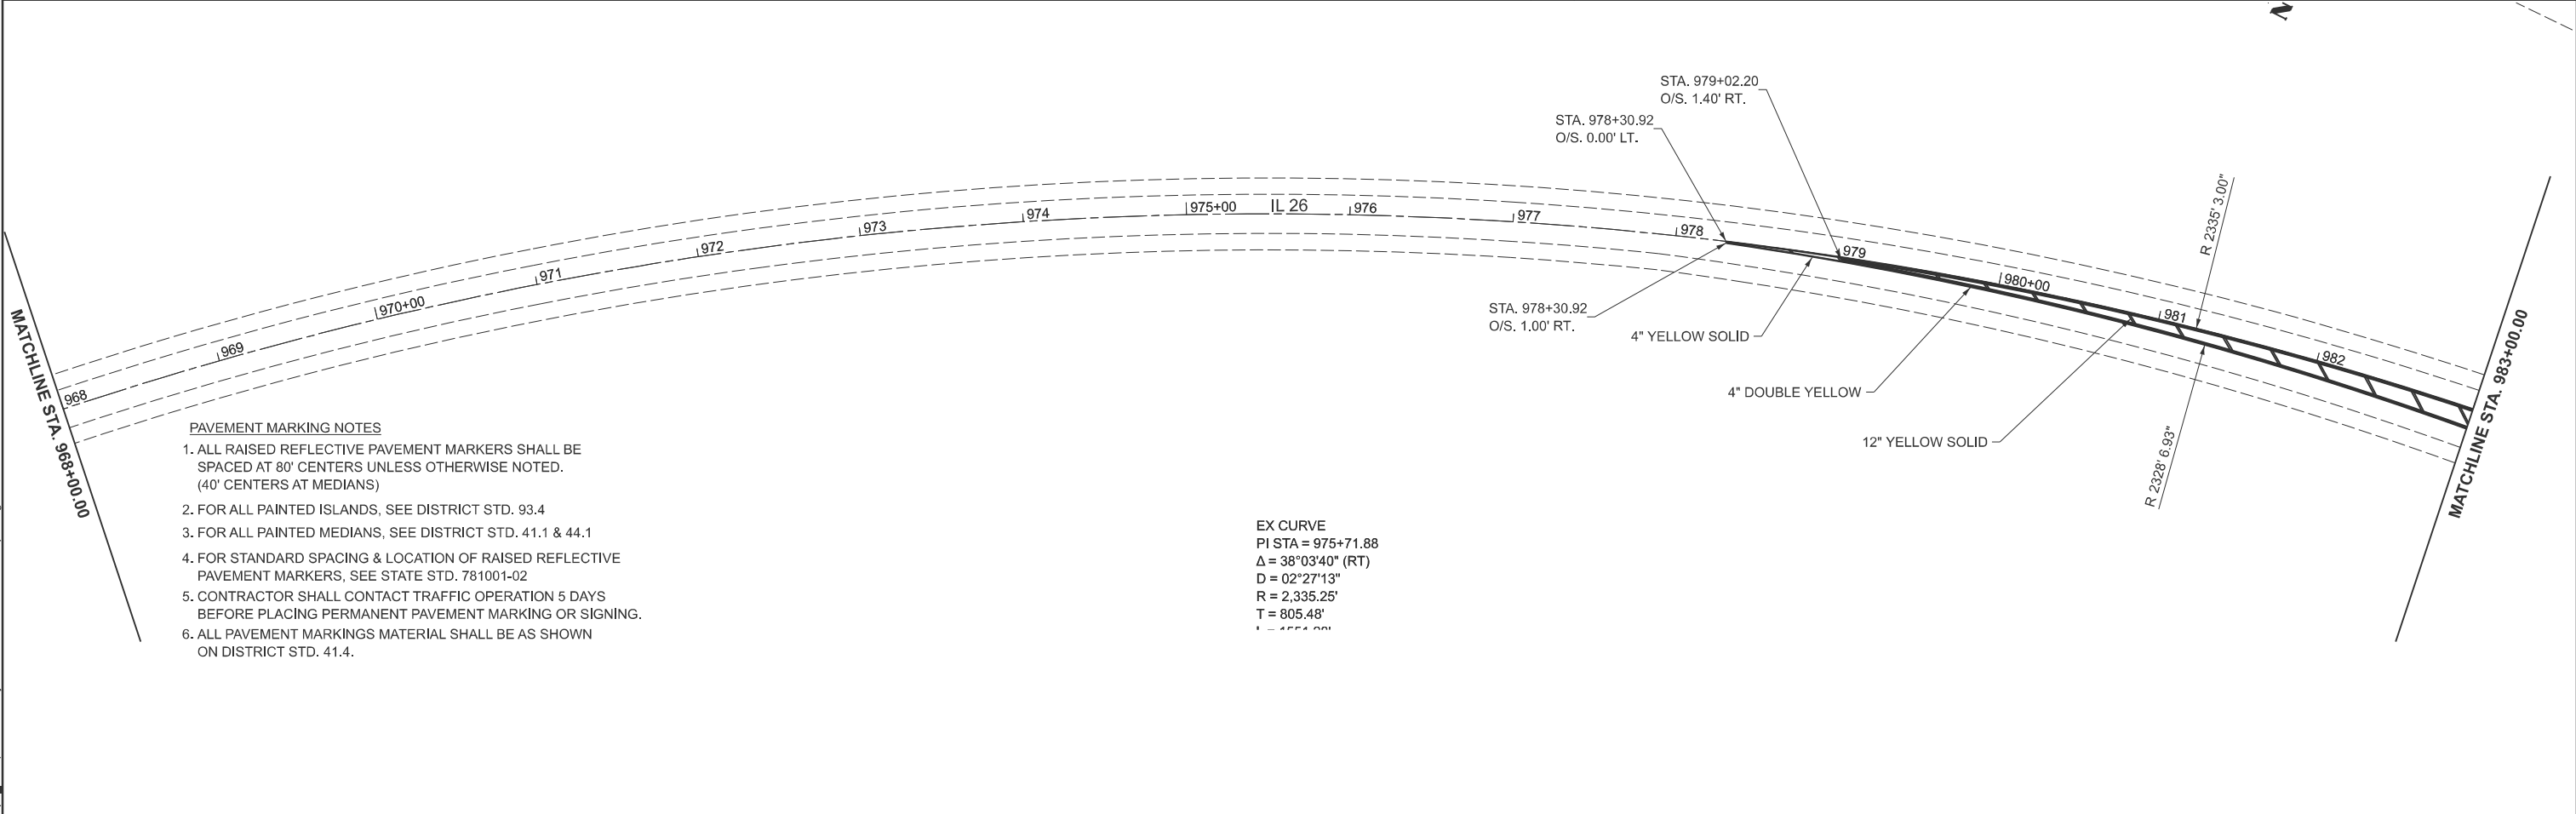 N
STA. 979+02.20
O/S. 1.40' RT.
STA. 978+30.92
O/S. 0.00' LT.
R 2335' 3.00"
968
969
970+00
971
972
973
974
975+00
IL 26
976
977
978
979
980+00
981
982
MATCHLINE STA. 968+00.00
MATCHLINE STA. 983+00.00
STA. 978+30.92
O/S. 1.00' RT.
4" YELLOW SOLID
4" DOUBLE YELLOW
12" YELLOW SOLID
R 2328' 6.93"
PAVEMENT MARKING NOTES
1. ALL RAISED REFLECTIVE PAVEMENT MARKERS SHALL BE
SPACED AT 80' CENTERS UNLESS OTHERWISE NOTED.
(40' CENTERS AT MEDIANS)
2. FOR ALL PAINTED ISLANDS, SEE DISTRICT STD. 93.4
3. FOR ALL PAINTED MEDIANS, SEE DISTRICT STD. 41.1 & 44.1
4. FOR STANDARD SPACING & LOCATION OF RAISED REFLECTIVE
PAVEMENT MARKERS, SEE STATE STD. 781001-02
5. CONTRACTOR SHALL CONTACT TRAFFIC OPERATION 5 DAYS
BEFORE PLACING PERMANENT PAVEMENT MARKING OR SIGNING.
6. ALL PAVEMENT MARKINGS MATERIAL SHALL BE AS SHOWN
ON DISTRICT STD. 41.4.
EX CURVE
PI STA = 975+71.88
Δ = 38°03'40" (RT)
D = 02°27'13"
R = 2,335.25'
T = 805.48'